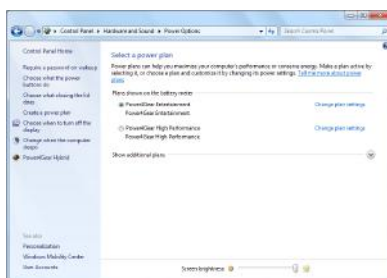 Control Panel ▸ Hardware and Sound ▸ Power Options
Search Control Panel
Control Panel Home
Require a password on wakeup
Choose what the power
buttons do
Choose what closing the lid
does
Create a power plan
Choose when to turn off the
display
Change when the computer
sleeps
Power4Gear Hybrid
See also
Personalization
Windows Mobility Center
User Accounts
Select a power plan
Power plans can help you maximize your computer's performance or conserve energy. Make a plan active by
selecting it, or choose a plan and customize it by changing its power settings. Tell me more about power
plans
Plans shown on the battery meter
Power4Gear Entertainment
Change plan settings
Power4Gear Entertainment
Power4Gear High Performance
Change plan settings
Power4Gear High Performance
Show additional plans
Screen brightness: